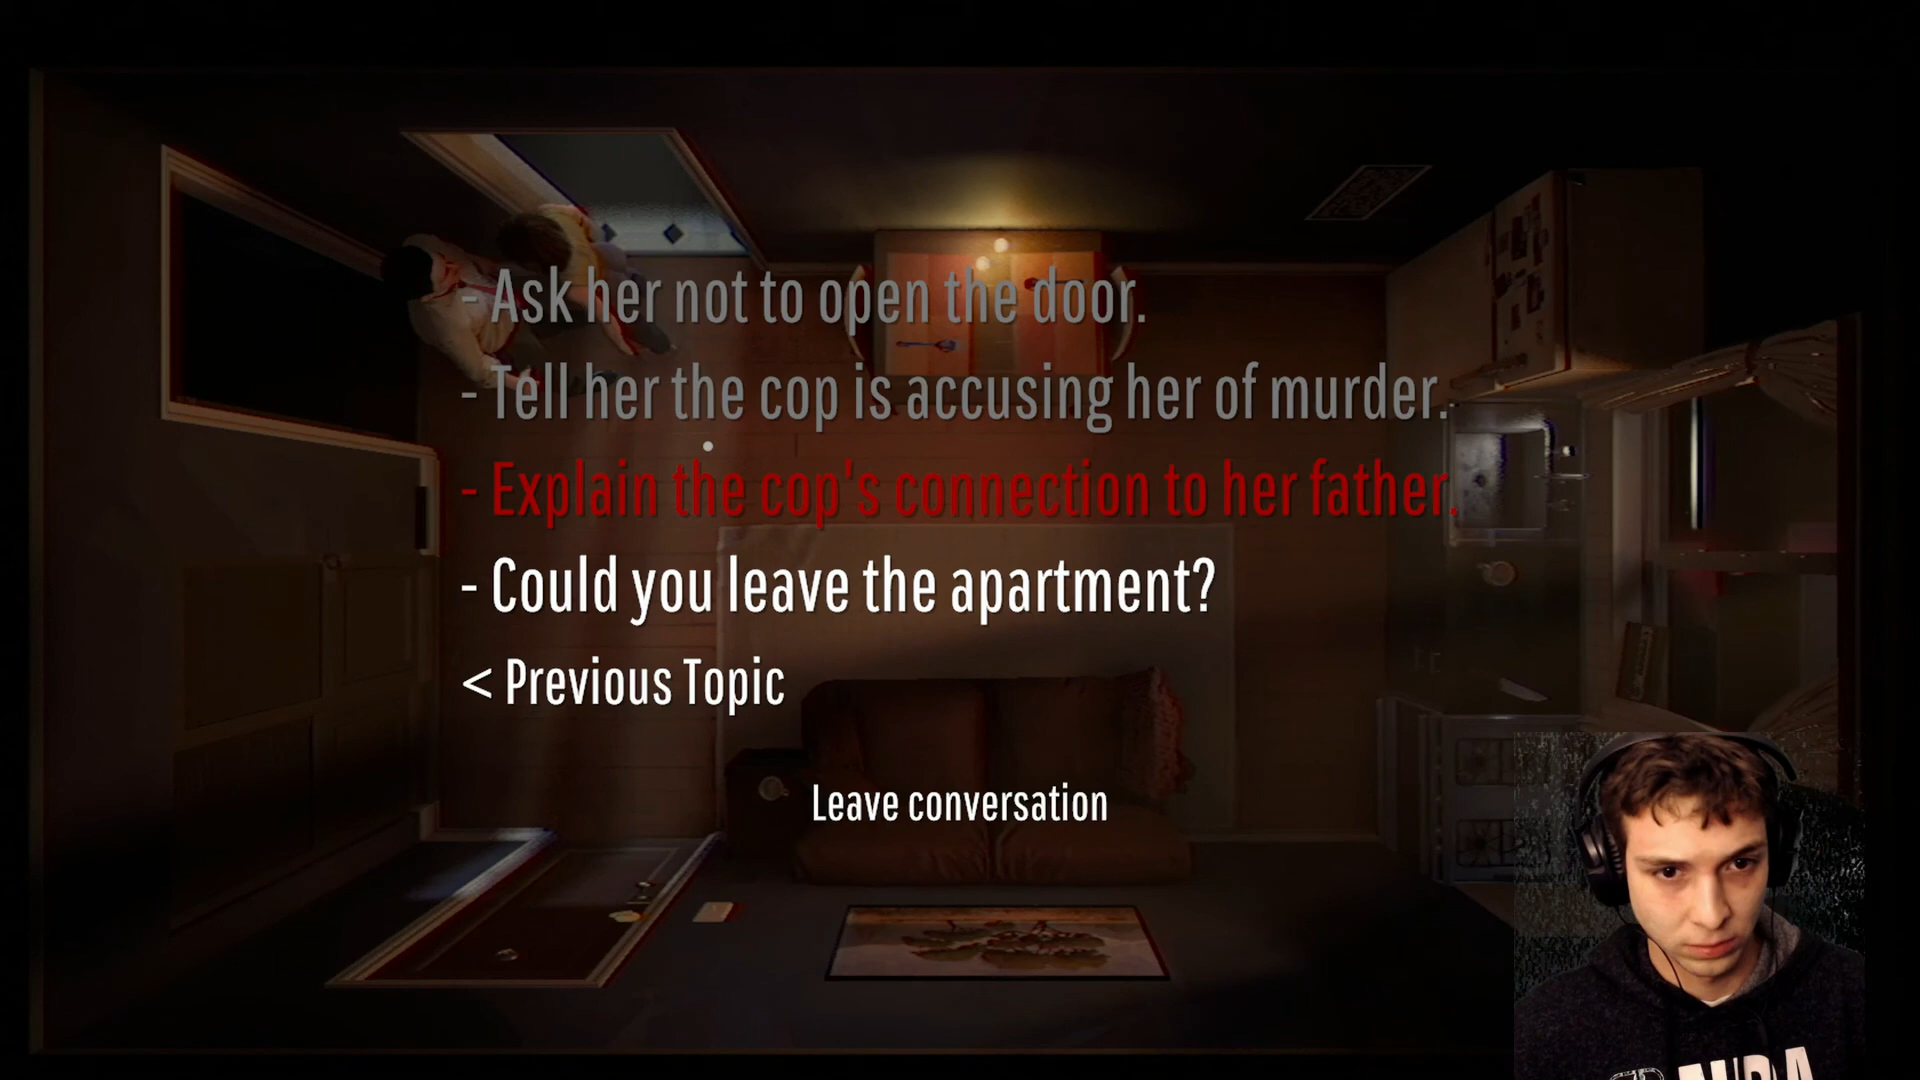 - Ask her not to open the door.
- Tell her the cop is accusing her of murder.
- Explain the cop's connection to her father.
- Could you leave the apartment?
< Previous Topic
Leave conversation